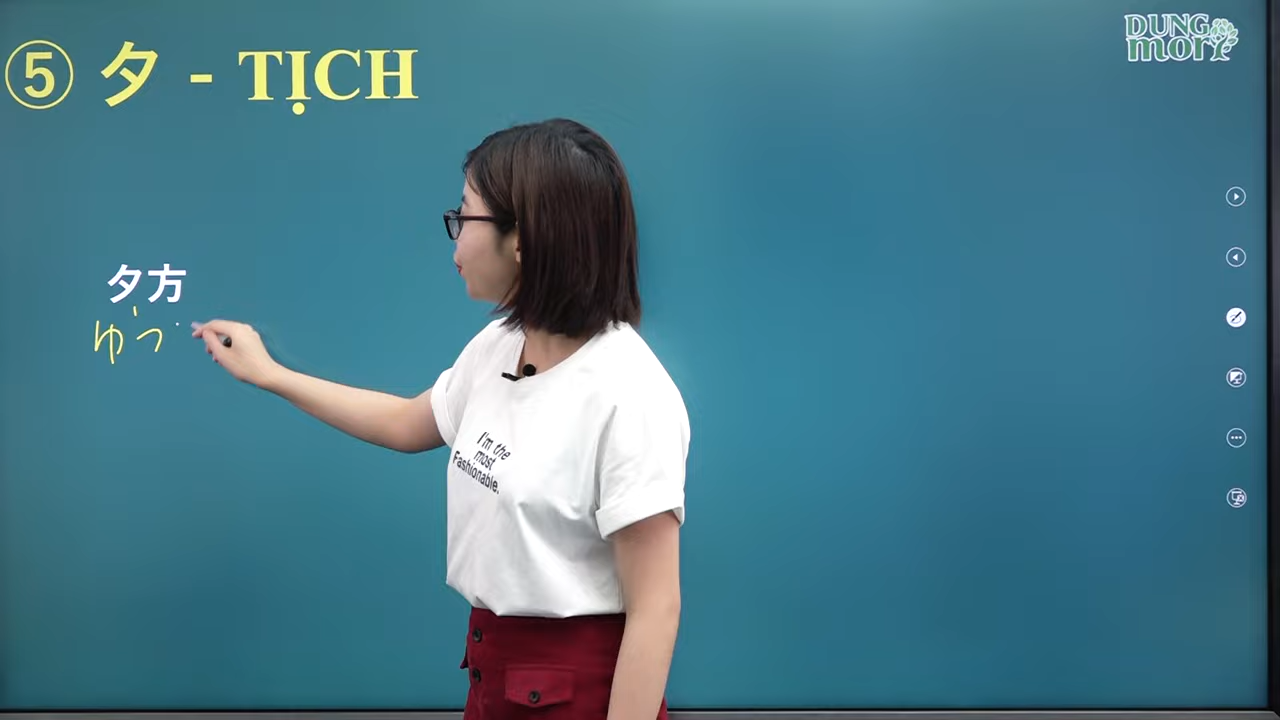 ⑤ 夕 - TỊCH
DUNG
mori
夕方
ゆう
I'm the
most
Fashionable.